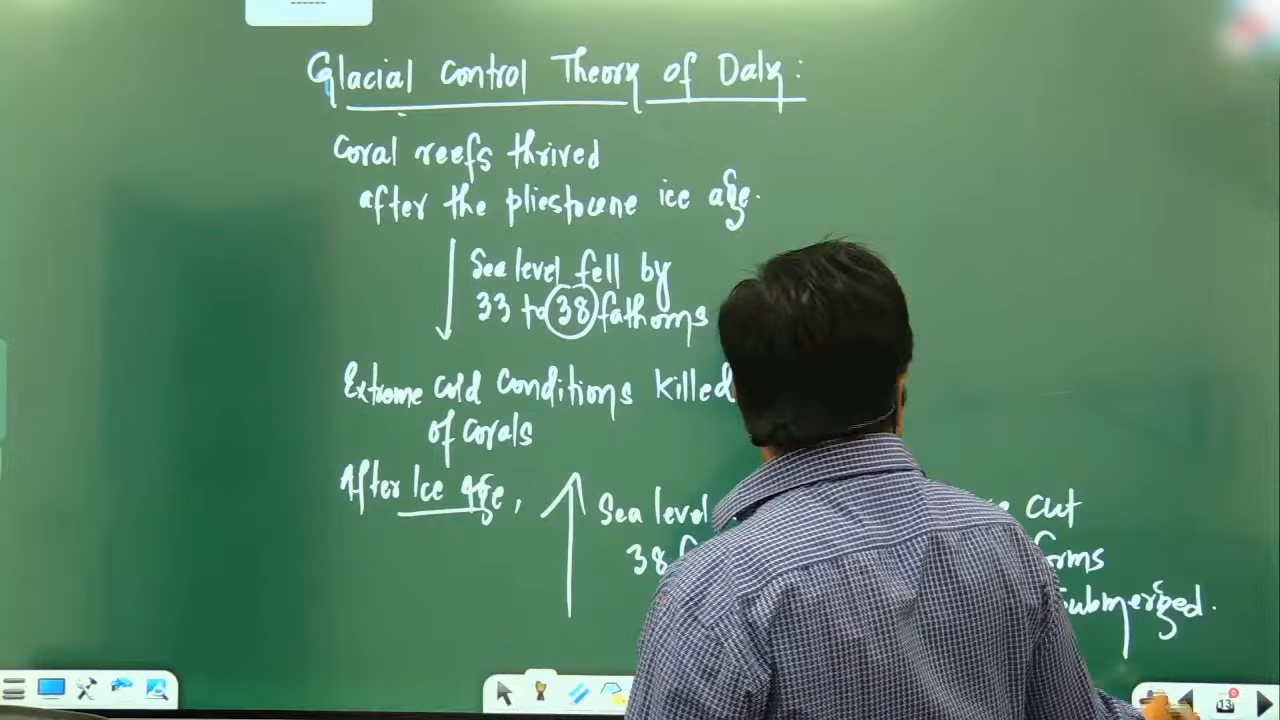 Glacial Control Theory of Daly:
Coral reefs thrived
after the pliestocene ice age.
Sea level fell by
33 to 38 fathoms
Extreme cold conditions killed
of corals
After Ice Age,
Sea level
38
cut
submerged.
13